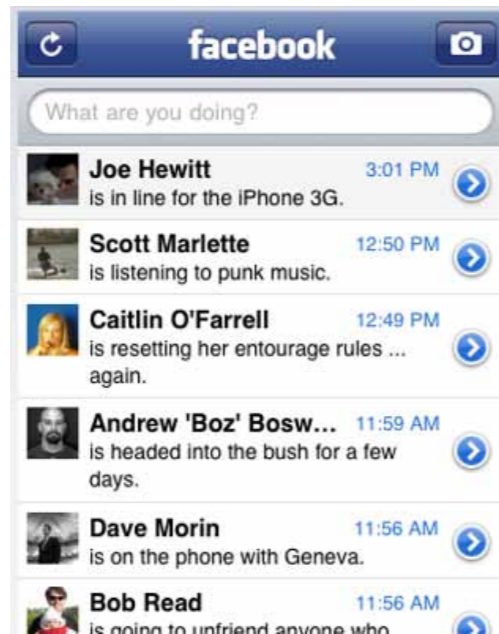 facebook
What are you doing?
Joe Hewitt 3:01 PM
is in line for the iPhone 3G.
Scott Marlette 12:50 PM
is listening to punk music.
Caitlin O'Farrell 12:49 PM
is resetting her entourage rules ...
again.
Andrew 'Boz' Bosw... 11:59 AM
is headed into the bush for a few
days.
Dave Morin 11:56 AM
is on the phone with Geneva.
Bob Read 11:56 AM
is going to unfriend anyone who